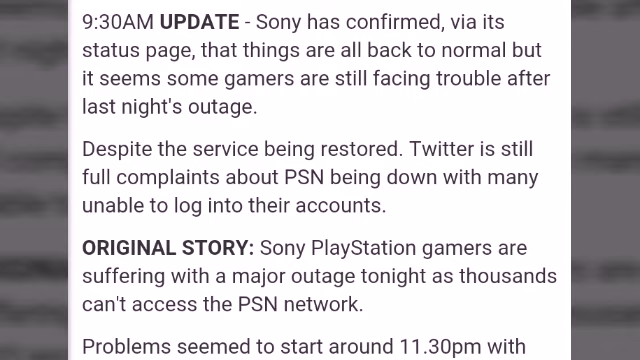 9:30AM UPDATE - Sony has confirmed, via its
status page, that things are all back to normal but
it seems some gamers are still facing trouble after
last night's outage.
Despite the service being restored. Twitter is still
full complaints about PSN being down with many
unable to log into their accounts.
ORIGINAL STORY: Sony PlayStation gamers are
suffering with a major outage tonight as thousands
can't access the PSN network.
Problems seemed to start around 11.30pm with